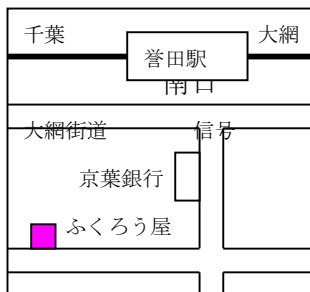 千葉 大網
誉田駅
南口
大網街道 信号
京葉銀行
ふくろう屋